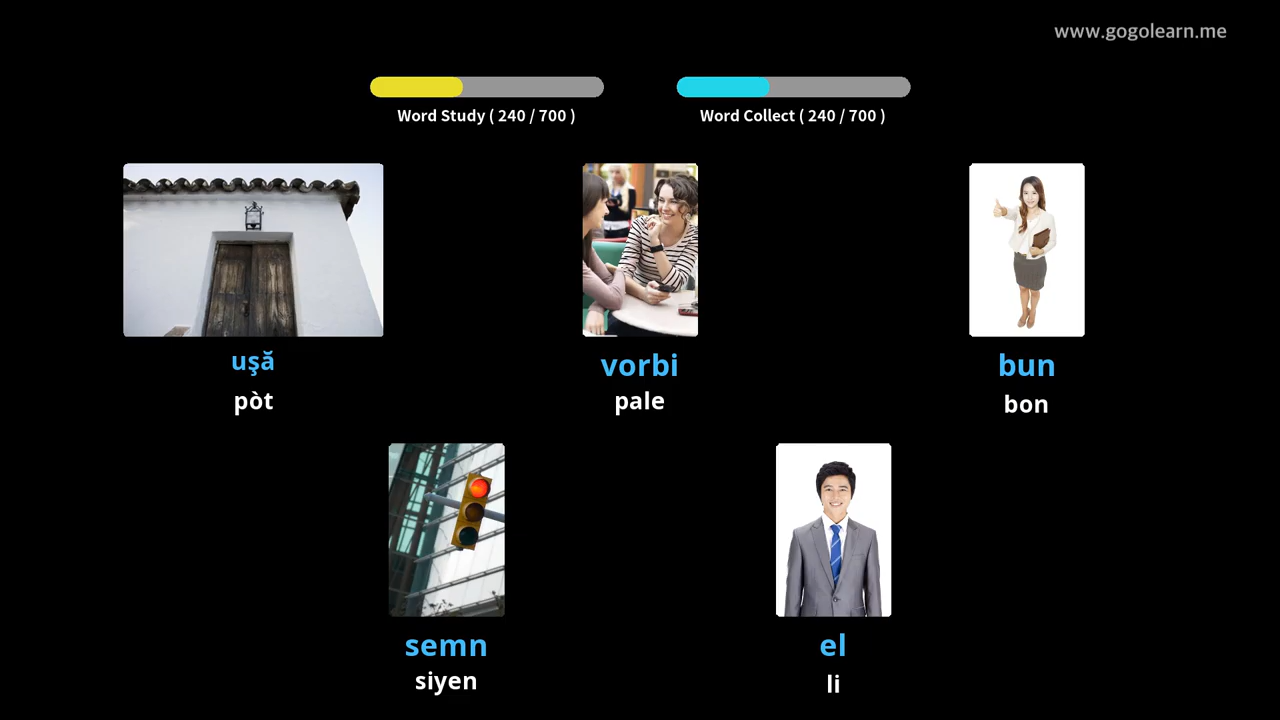 www.gogolearn.me
Word Study ( 240 / 700 )
Word Collect ( 240 / 700 )
uşă
pòt
vorbi
pale
bun
bon
semn
siyen
el
li